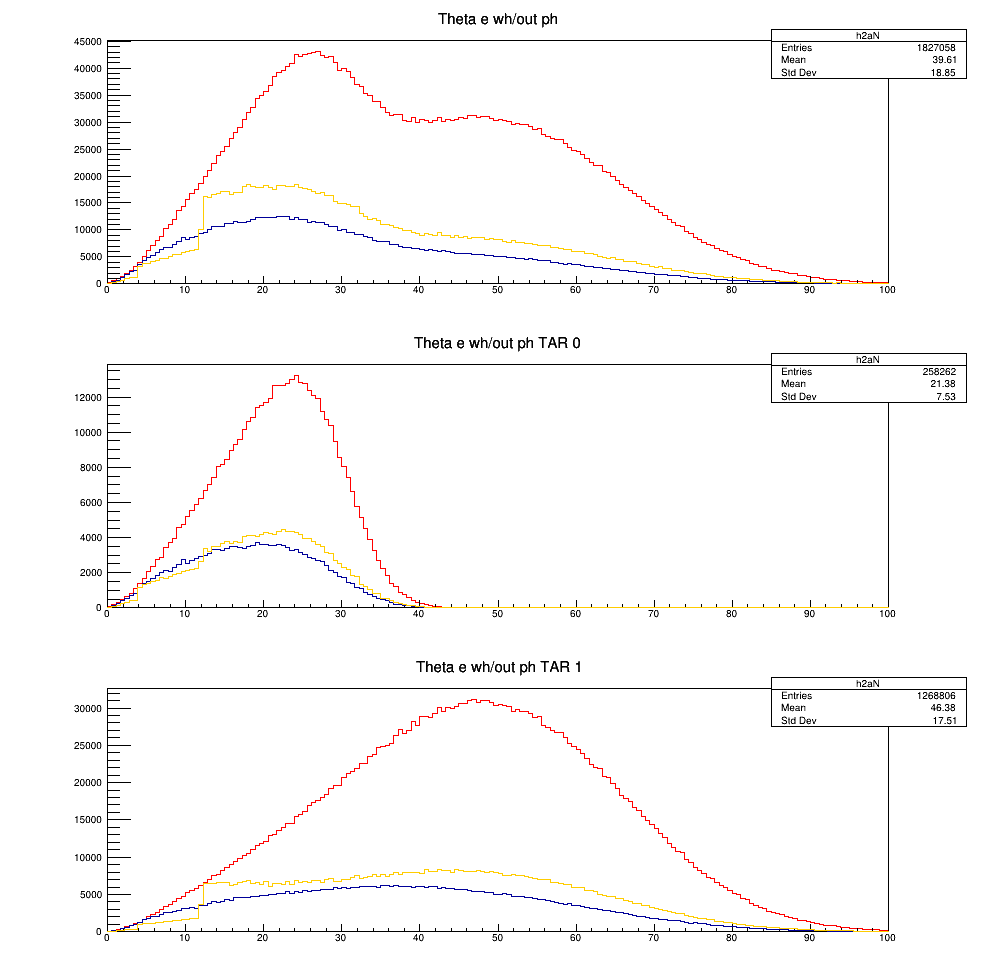 Theta e wh/out ph
h2aN
Entries 1827058
Mean 39.61
Std Dev 18.85
45000
40000
35000
30000
25000
20000
15000
10000
5000
0
0 10 20 30 40 50 60 70 80 90 100
Theta e wh/out ph TAR 0
h2aN
Entries 258262
Mean 21.38
Std Dev 7.53
12000
10000
8000
6000
4000
2000
0
0 10 20 30 40 50 60 70 80 90 100
Theta e wh/out ph TAR 1
h2aN
Entries 1268806
Mean 46.38
Std Dev 17.51
30000
25000
20000
15000
10000
5000
0
0 10 20 30 40 50 60 70 80 90 100